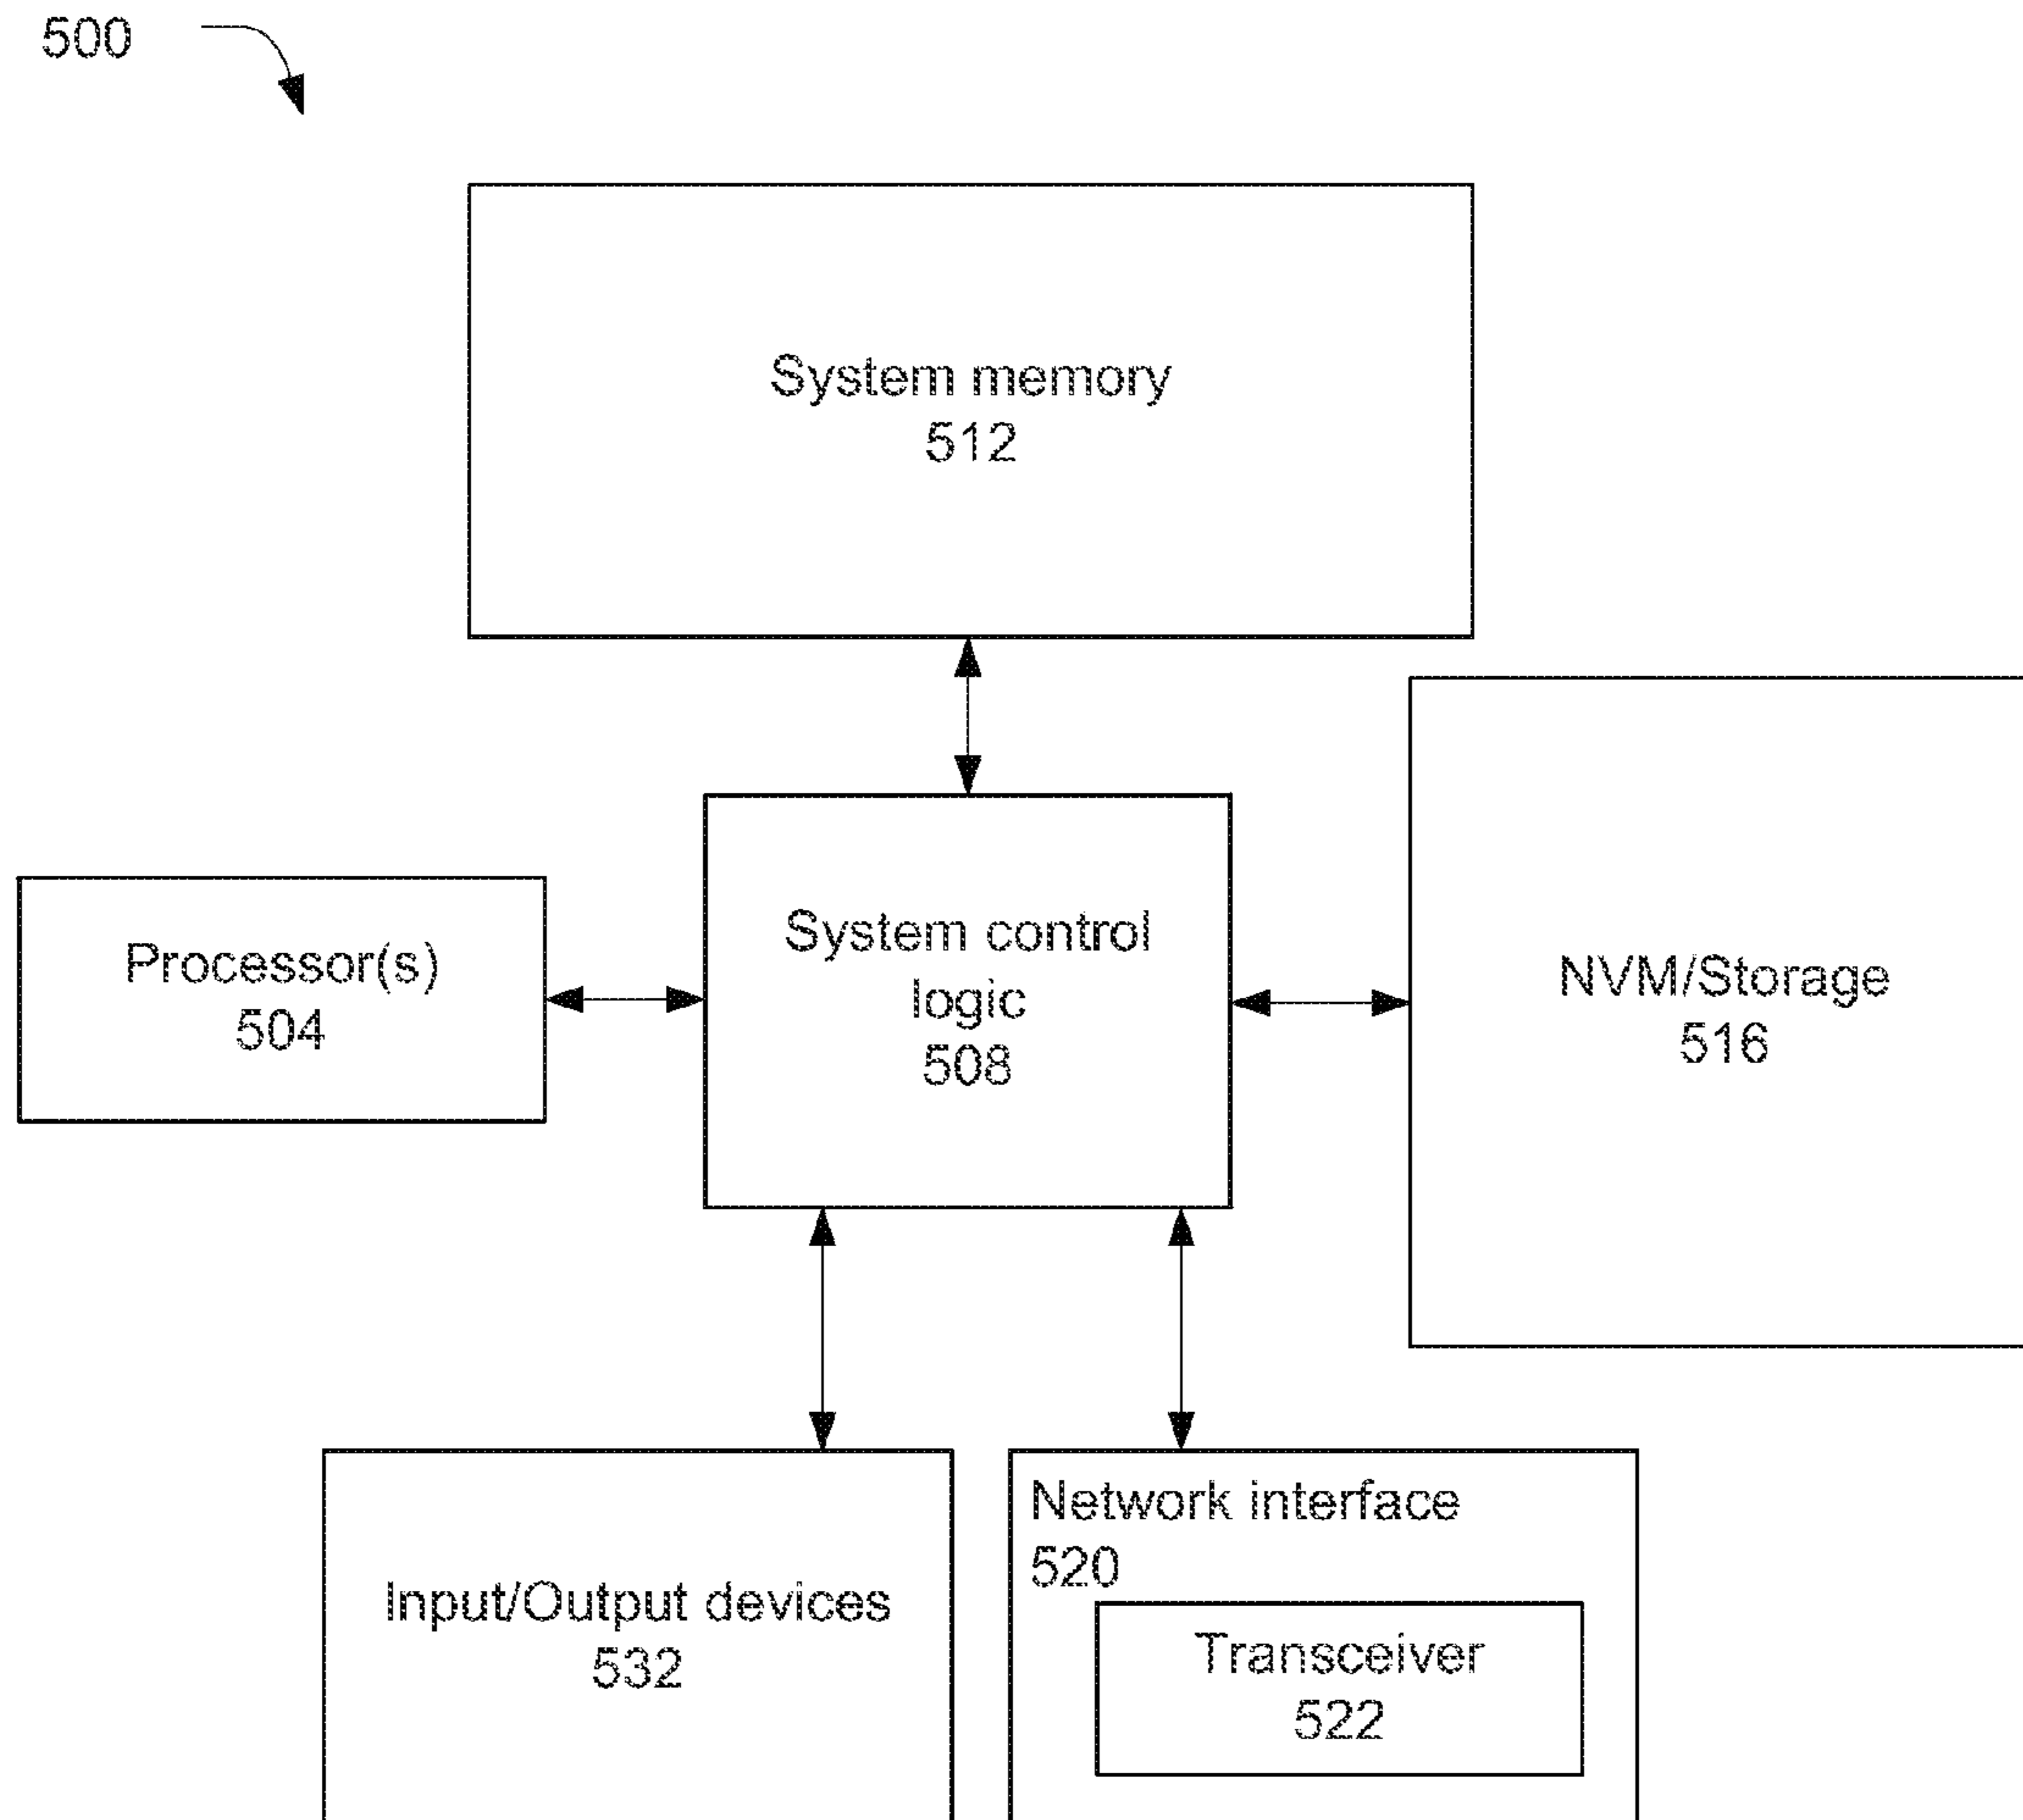 500
System memory
512
Processor(s)
504
System control
logic
508
NVM/Storage
516
Input/Output devices
532
Network interface
520
Transceiver
522